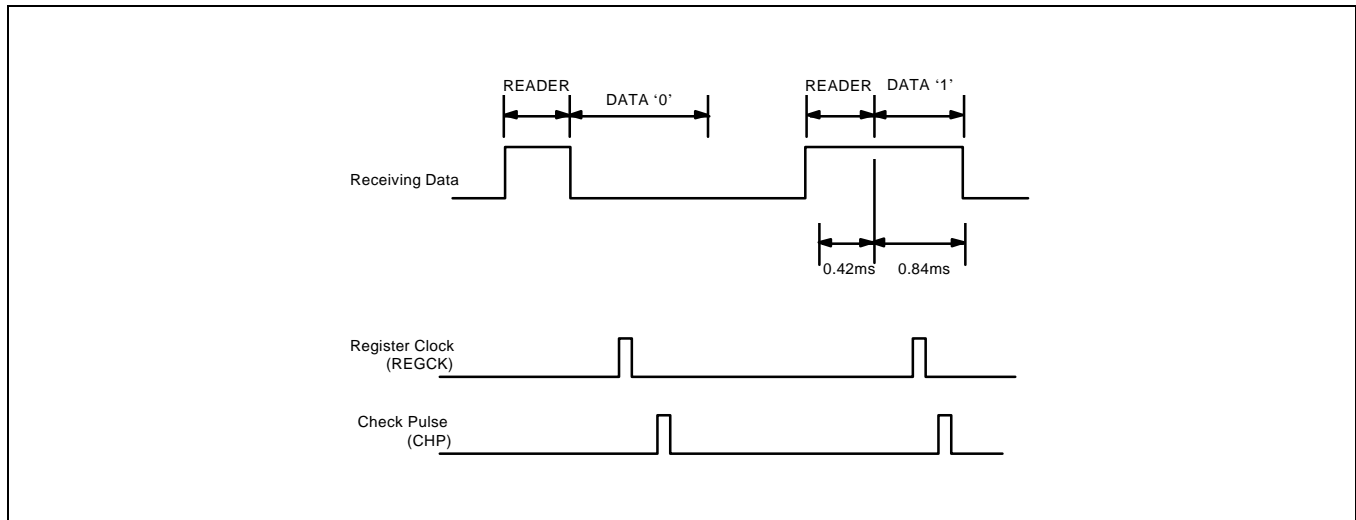 READER
DATA ‘0’
READER
DATA ‘1’
Receiving Data
0.42ms
0.84ms
Register Clock
(REGCK)
Check Pulse
(CHP)